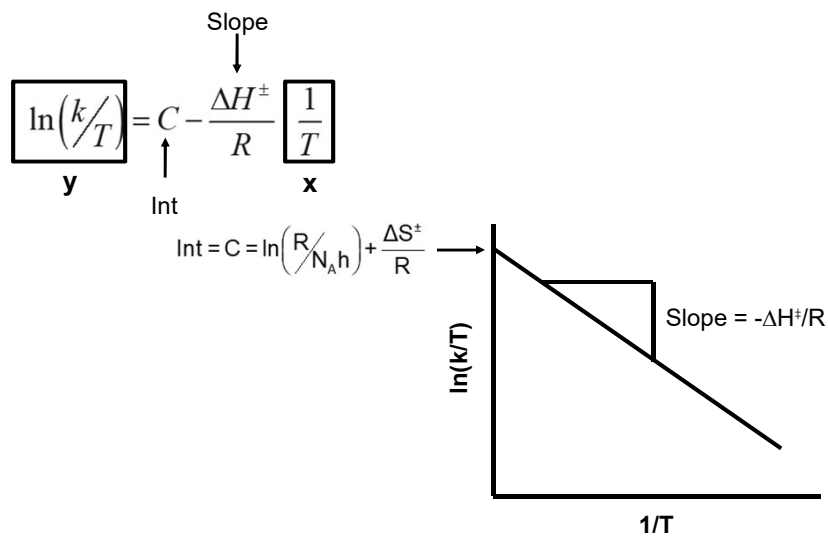 Slope
ln(k/T) = C - ΔH± / R 1/T
y
x
Int
Int = C = ln(R/NAh) + ΔS± / R
Slope = -ΔH‡/R
ln(k/T)
1/T